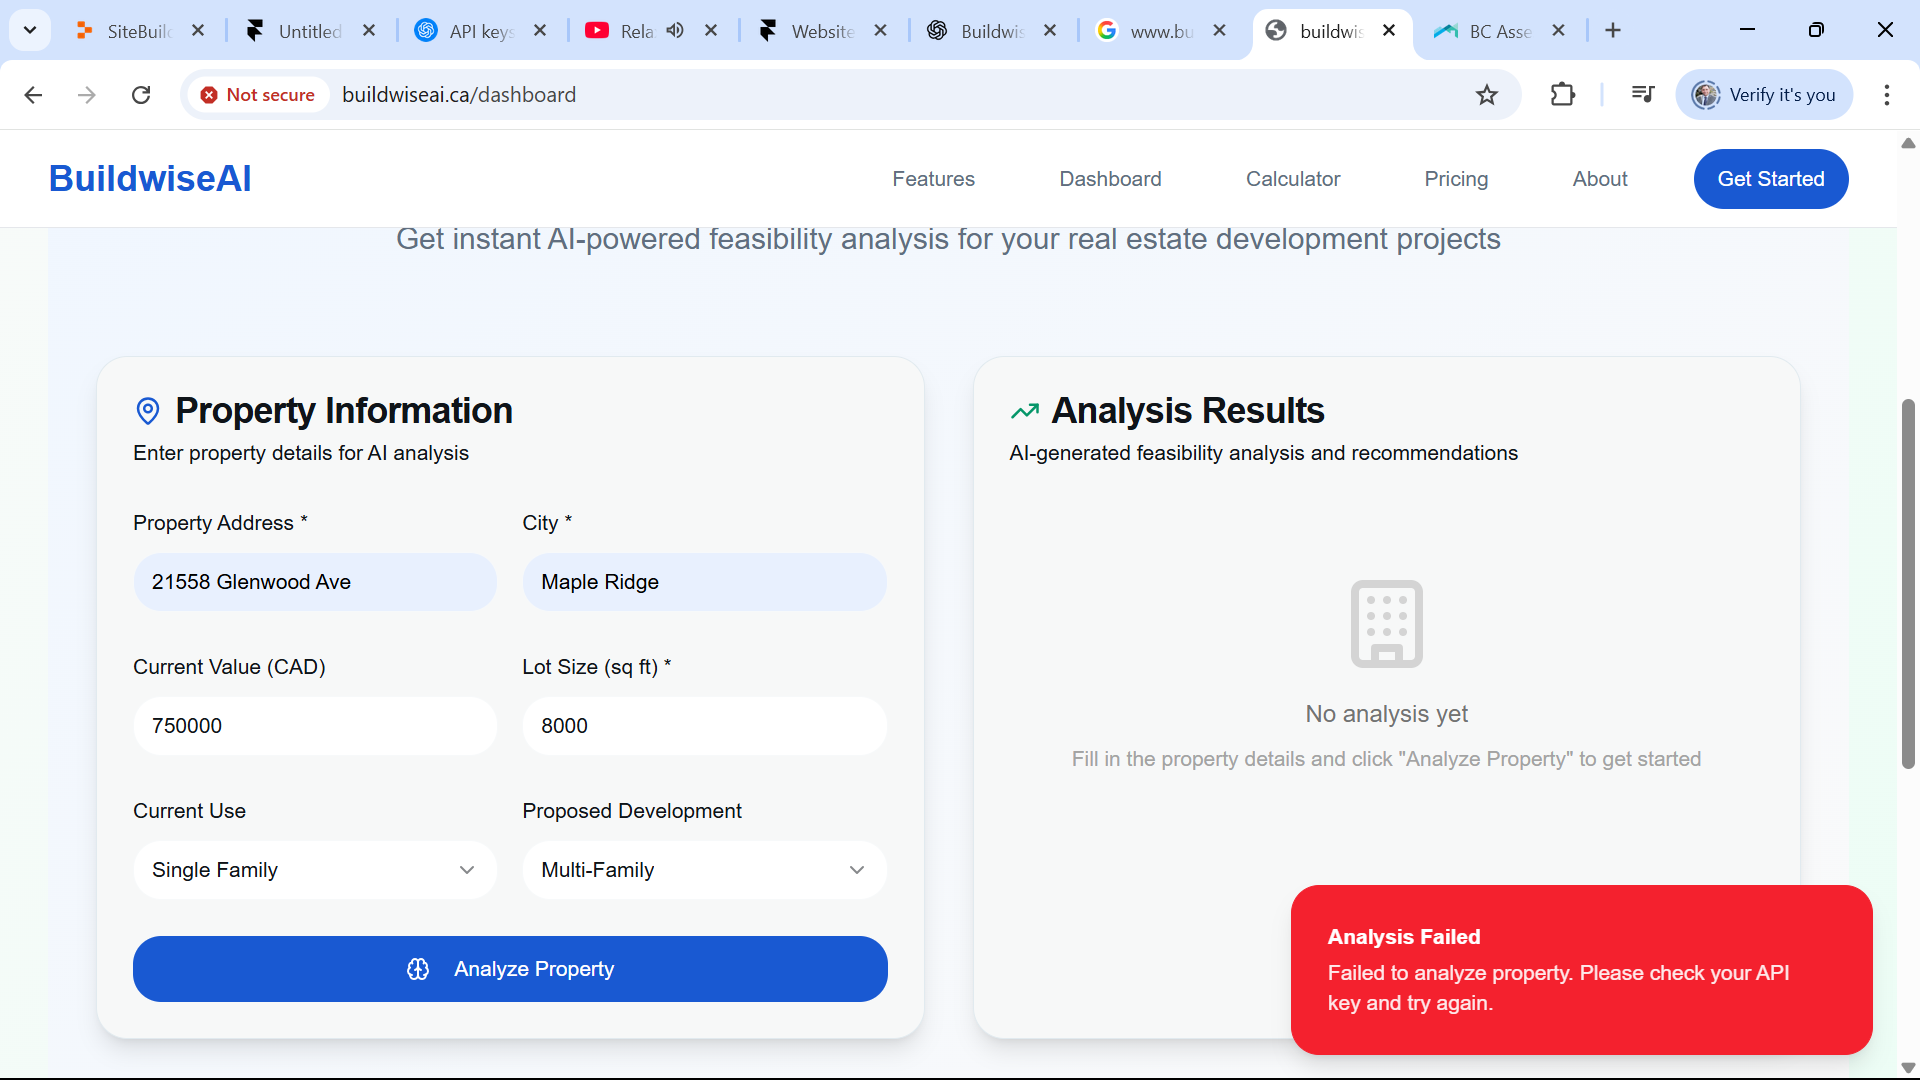 SiteBuil
Untitled
API keys
Rela
Website
Buildwis
www.bu
buildwis
BC Asse
Not secure
buildwiseai.ca/dashboard
Verify it's you
BuildwiseAI
Features
Dashboard
Calculator
Pricing
About
Get Started
Get instant AI-powered feasibility analysis for your real estate development projects
Property Information
Enter property details for AI analysis
Property Address *
City *
21558 Glenwood Ave
Maple Ridge
Current Value (CAD)
Lot Size (sq ft) *
750000
8000
Current Use
Proposed Development
Single Family
Multi-Family
Analyze Property
Analysis Results
AI-generated feasibility analysis and recommendations
No analysis yet
Fill in the property details and click "Analyze Property" to get started
Analysis Failed
Failed to analyze property. Please check your API
key and try again.